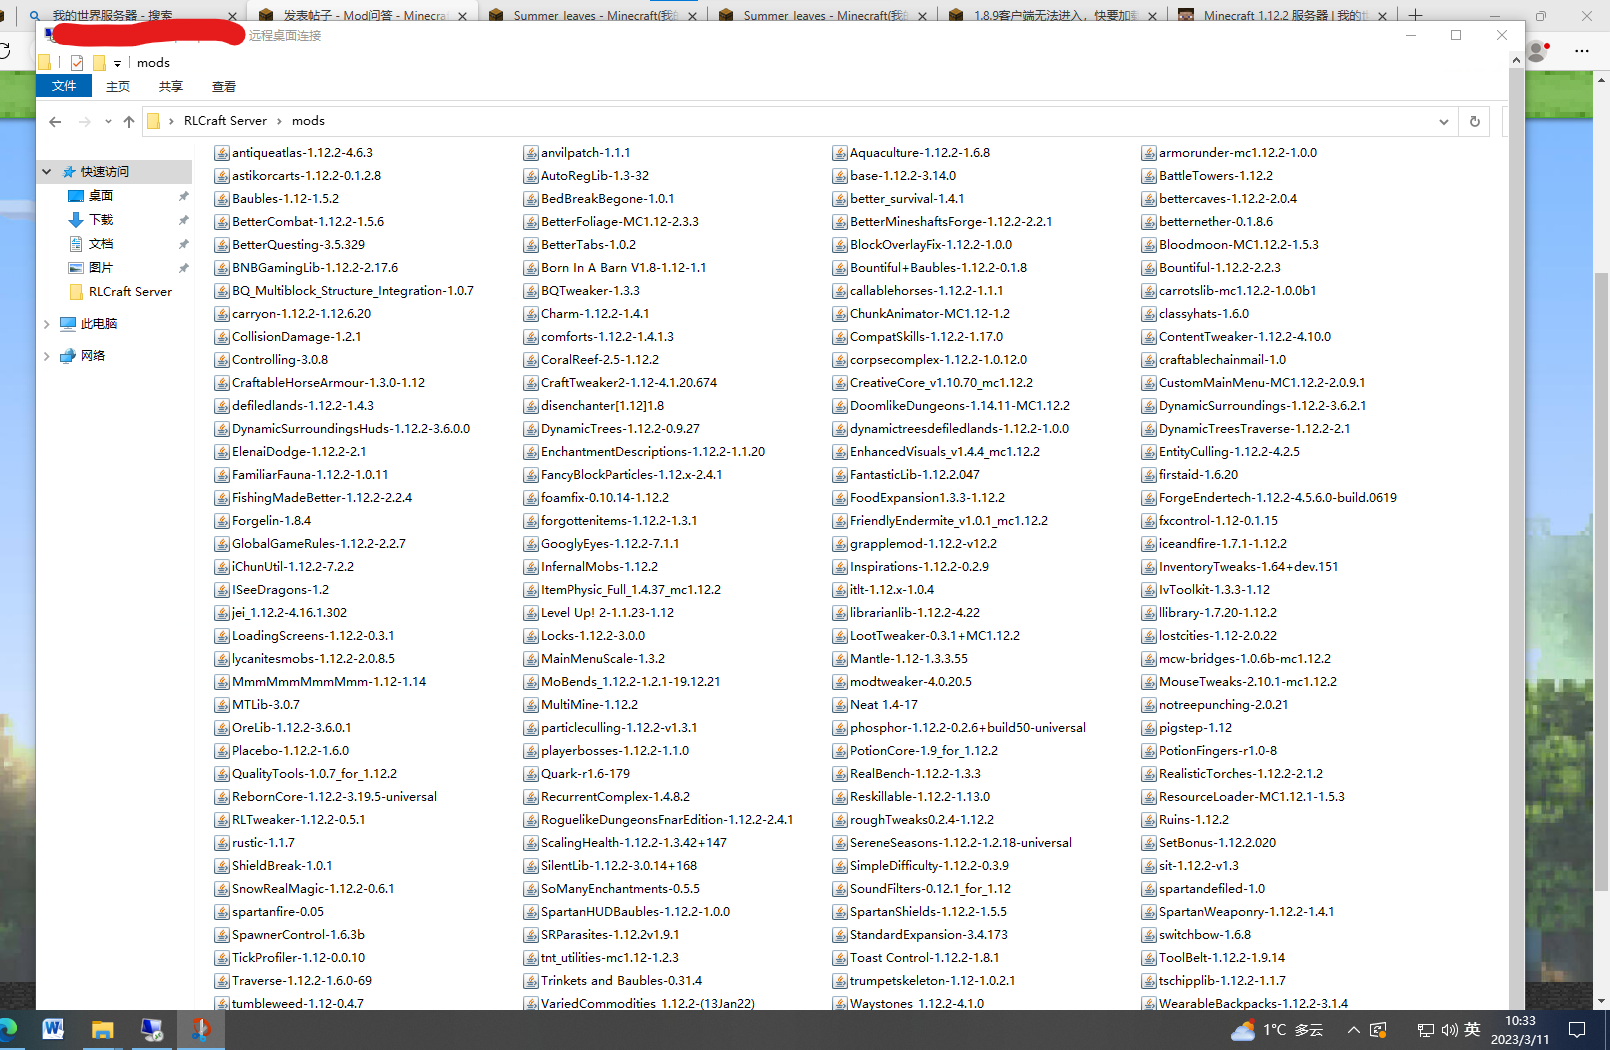 我的世界服务器 - 搜索
发表帖子 - Mod问答 - Minecraf
Summer_leaves - Minecraft(我的
Summer_leaves - Minecraft(我的
1.8.9客户端无法进入，快要加载
Minecraft 1.12.2 服务器 | 我的世
远程桌面连接
mods
文件 主页 共享 查看
RLCraft Server › mods
快速访问
桌面
下载
文档
图片
RLCraft Server
此电脑
网络
antiqueatlas-1.12.2-4.6.3 anvilpatch-1.1.1 Aquaculture-1.12.2-1.6.8 armorunder-mc1.12.2-1.0.0
astikorcarts-1.12.2-0.1.2.8 AutoRegLib-1.3-32 base-1.12.2-3.14.0 BattleTowers-1.12.2
Baubles-1.12-1.5.2 BedBreakBegone-1.0.1 better_survival-1.4.1 bettercaves-1.12.2-2.0.4
BetterCombat-1.12.2-1.5.6 BetterFoliage-MC1.12-2.3.3 BetterMineshaftsForge-1.12.2-2.2.1 betternether-0.1.8.6
BetterQuesting-3.5.329 BetterTabs-1.0.2 BlockOverlayFix-1.12.2-1.0.0 Bloodmoon-MC1.12.2-1.5.3
BNBGamingLib-1.12.2-2.17.6 Born In A Barn V1.8-1.12-1.1 Bountiful+Baubles-1.12.2-0.1.8 Bountiful-1.12.2-2.2.3
BQ_Multiblock_Structure_Integration-1.0.7 BQTweaker-1.3.3 callablehorses-1.12.2-1.1.1 carrotslib-mc1.12.2-1.0.0b1
carryon-1.12.2-1.12.6.20 Charm-1.12.2-1.4.1 ChunkAnimator-MC1.12-1.2 classyhats-1.6.0
CollisionDamage-1.2.1 comforts-1.12.2-1.4.1.3 CompatSkills-1.12.2-1.17.0 ContentTweaker-1.12.2-4.10.0
Controlling-3.0.8 CoralReef-2.5-1.12.2 corpsecomplex-1.12.2-1.0.12.0 craftablechainmail-1.0
CraftableHorseArmour-1.3.0-1.12 CraftTweaker2-1.12-4.1.20.674 CreativeCore_v1.10.70_mc1.12.2 CustomMainMenu-MC1.12.2-2.0.9.1
defiledlands-1.12.2-1.4.3 disenchanter[1.12]1.8 DoomlikeDungeons-1.14.11-MC1.12.2 DynamicSurroundings-1.12.2-3.6.2.1
DynamicSurroundingsHuds-1.12.2-3.6.0.0 DynamicTrees-1.12.2-0.9.27 dynamictreesdefiledlands-1.12.2-1.0.0 DynamicTreesTraverse-1.12.2-2.1
ElenaiDodge-1.12.2-2.1 EnchantmentDescriptions-1.12.2-1.1.20 EnhancedVisuals_v1.4.4_mc1.12.2 EntityCulling-1.12.2-4.2.5
FamiliarFauna-1.12.2-1.0.11 FancyBlockParticles-1.12.x-2.4.1 FantasticLib-1.12.2.047 firstaid-1.6.20
FishingMadeBetter-1.12.2-2.2.4 foamfix-0.10.14-1.12.2 FoodExpansion1.3.3-1.12.2 ForgeEndertech-1.12.2-4.5.6.0-build.0619
Forgelin-1.8.4 forgottenitems-1.12.2-1.3.1 FriendlyEndermite_v1.0.1_mc1.12.2 fxcontrol-1.12-0.1.15
GlobalGameRules-1.12.2-2.2.7 GooglyEyes-1.12.2-7.1.1 grapplemod-1.12.2-v12.2 iceandfire-1.7.1-1.12.2
iChunUtil-1.12.2-7.2.2 InfernalMobs-1.12.2 Inspirations-1.12.2-0.2.9 InventoryTweaks-1.64+dev.151
ISeeDragons-1.2 ItemPhysic_Full_1.4.37_mc1.12.2 itlt-1.12.x-1.0.4 IvToolkit-1.3.3-1.12
jei_1.12.2-4.16.1.302 Level Up! 2-1.1.23-1.12 librarianlib-1.12.2-4.22 llibrary-1.7.20-1.12.2
LoadingScreens-1.12.2-0.3.1 Locks-1.12.2-3.0.0 LootTweaker-0.3.1+MC1.12.2 lostcities-1.12-2.0.22
lycanitesmobs-1.12.2-2.0.8.5 MainMenuScale-1.3.2 Mantle-1.12-1.3.3.55 mcw-bridges-1.0.6b-mc1.12.2
MmmMmmMmmMmm-1.12-1.14 MoBends_1.12.2-1.2.1-19.12.21 modtweaker-4.0.20.5 MouseTweaks-2.10.1-mc1.12.2
MTLib-3.0.7 MultiMine-1.12.2 Neat 1.4-17 notreepunching-2.0.21
OreLib-1.12.2-3.6.0.1 particleculling-1.12.2-v1.3.1 phosphor-1.12.2-0.2.6+build50-universal pigstep-1.12
Placebo-1.12.2-1.6.0 playerbosses-1.12.2-1.1.0 PotionCore-1.9_for_1.12.2 PotionFingers-r1.0-8
QualityTools-1.0.7_for_1.12.2 Quark-r1.6-179 RealBench-1.12.2-1.3.3 RealisticTorches-1.12.2-2.1.2
RebornCore-1.12.2-3.19.5-universal RecurrentComplex-1.4.8.2 Reskillable-1.12.2-1.13.0 ResourceLoader-MC1.12.1-1.5.3
RLTweaker-1.12.2-0.5.1 RoguelikeDungeonsFnarEdition-1.12.2-2.4.1 roughTweaks0.2.4-1.12.2 Ruins-1.12.2
rustic-1.1.7 ScalingHealth-1.12.2-1.3.42+147 SereneSeasons-1.12.2-1.2.18-universal SetBonus-1.12.2.020
ShieldBreak-1.0.1 SilentLib-1.12.2-3.0.14+168 SimpleDifficulty-1.12.2-0.3.9 sit-1.12.2-v1.3
SnowRealMagic-1.12.2-0.6.1 SoManyEnchantments-0.5.5 SoundFilters-0.12.1_for_1.12 spartandefiled-1.0
spartanfire-0.05 SpartanHUDBaubles-1.12.2-1.0.0 SpartanShields-1.12.2-1.5.5 SpartanWeaponry-1.12.2-1.4.1
SpawnerControl-1.6.3b SRParasites-1.12.2v1.9.1 StandardExpansion-3.4.173 switchbow-1.6.8
TickProfiler-1.12-0.0.10 tnt_utilities-mc1.12-1.2.3 Toast Control-1.12.2-1.8.1 ToolBelt-1.12.2-1.9.14
Traverse-1.12.2-1.6.0-69 Trinkets and Baubles-0.31.4 trumpetskeleton-1.12-1.0.2.1 tschipplib-1.12.2-1.1.7
tumbleweed-1.12-0.4.7 VariedCommodities_1.12.2-(13Jan22) Waystones_1.12.2-4.1.0 WearableBackpacks-1.12.2-3.1.4
1°C 多云
英
10:33
2023/3/11